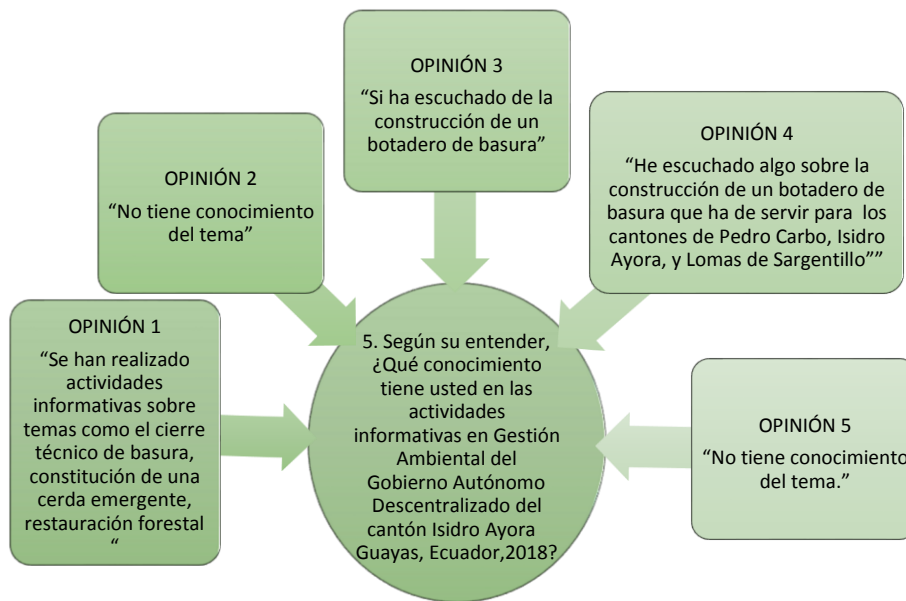 OPINIÓN 1
“Se han realizado
actividades
informativas sobre
temas como el cierre
técnico de basura,
constitución de una
cerda emergente,
restauración forestal
“
OPINIÓN 2
“No tiene conocimiento
del tema”
OPINIÓN 3
“Si ha escuchado de la
construcción de un
botadero de basura”
OPINIÓN 4
“He escuchado algo sobre la
construcción de un botadero de
basura que ha de servir para los
cantones de Pedro Carbo, Isidro
Ayora, y Lomas de Sargentillo””
OPINIÓN 5
“No tiene conocimiento
del tema.”
5. Según su entender,
¿Qué conocimiento
tiene usted en las
actividades
informativas en Gestión
Ambiental del
Gobierno Autónomo
Descentralizado del
cantón Isidro Ayora
Guayas, Ecuador,2018?